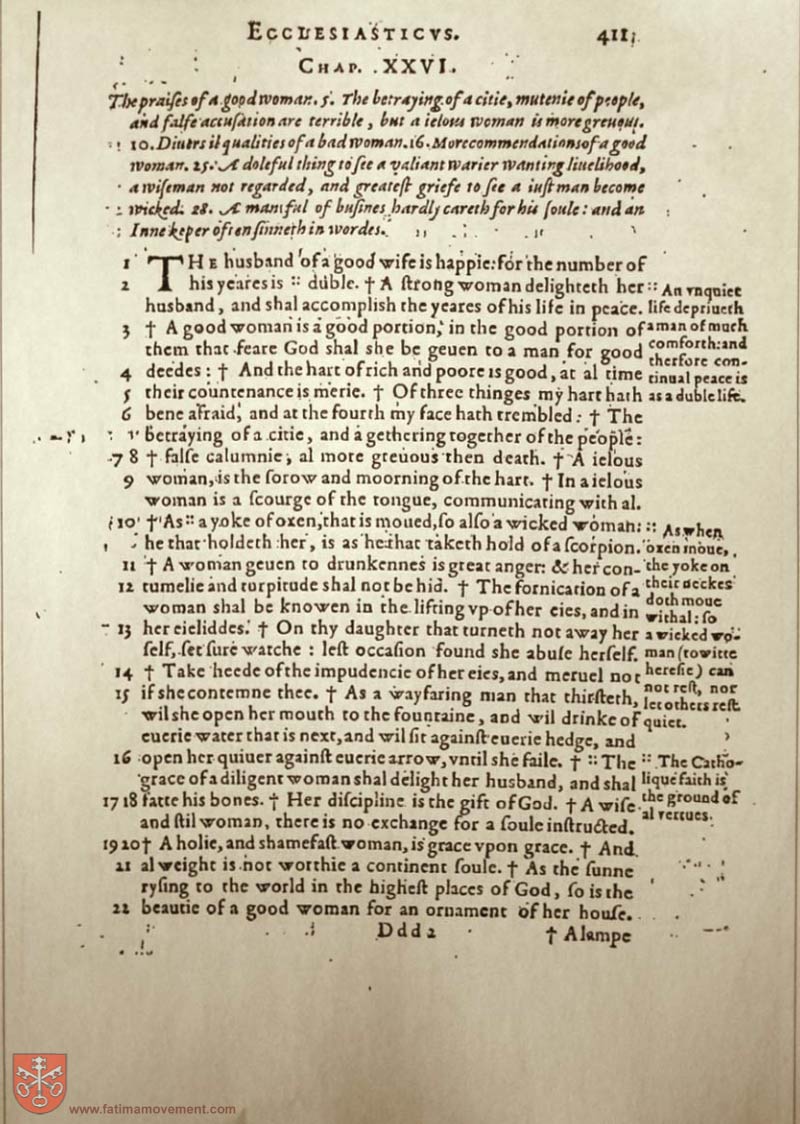 ECCLESIASTICVS. 411
CHAP. XXVI.
The praiſes of a good woman. 5. The betraying of a citie, mutenie of people,
and falſe accuſation are terrible, but a ielous woman is more greuous.
10. Diuers il qualities of a bad woman. 16. More commendations of a good
woman. 25. A doleful thing to ſee a valiant warier wanting liuelihood,
a wiſeman not regarded, and greateſt griefe to ſee a iuſt man become
wicked. 28. A man ful of buſines hardly careth for his ſoule: and an
Innekeper often ſinneth in wordes.
1 THE husband of a good wife is happie: for the number of
2 his yeares is :: duble. † A ſtrong woman delighteth her
husband, and shal accomplish the yeares of his life in peace.
3 † A good woman is a good portion, in the good portion of
them that feare God shal she be geuen to a man for good
4 deedes: † And the hart of rich and poore is good, at al time
5 their countenance is merie. † Of three thinges my hart hath
6 bene afraid, and at the fourth my face hath trembled: † The
betraying of a citie, and a gethering together of the people:
7 8 † falſe calumnie, al more greuous then death. † A ielous
9 woman, is the ſorow and moorning of the hart. † In a ielous
woman is a ſcourge of the tongue, communicating with al.
10 † As :: a yoke of oxen, that is moued, ſo alſo a wicked woman:
he that holdeth her, is as he that taketh hold of a ſcorpion.
11 † A woman geuen to drunkennes is great anger: & her con-
12 tumelie and turpitude shal not be hid. † The fornication of a
woman shal be knowen in the lifting vp of her eies, and in
13 her eieliddes. † On thy daughter that turneth not away her
ſelf, ſet ſure watche: leſt occaſion found she abuſe herſelf.
14 † Take heede of the impudencie of her eies, and meruel not
15 if she contemne thee. † As a wayfaring man that thirſteth,
wil she open her mouth to the fountaine, and wil drinke of
euerie water that is next, and wil ſit againſt euerie hedge, and
16 open her quiuer againſt euerie arrow, vntil she faile. † :: The
grace of a diligent woman shal delight her husband, and shal
17 18 fatte his bones. † Her diſcipline is the gift of God. † A wiſe
and ſtil woman, there is no exchange for a ſoule inſtructed.
19 20 † A holie, and shamefaſt woman, is grace vpon grace. † And
21 al weight is not worthie a continent ſoule. † As the ſunne
ryſing to the world in the higheſt places of God, ſo is the
22 beautie of a good woman for an ornament of her houſe.
Ddd 2 † A lampe
:: An vnquiet
life depriueth
a man of much
comforth: and
therfore con-
tinual peace is
as a duble life.
:: As when
oxen moue,
the yoke on
their neckes
doth moue
withal: ſo
a wicked wo-
man (to witte
hereſie) can
not reſt, nor
let others reſt
quiet.
:: The Catho-
lique faith is
the ground of
al vertues.
www.fatimamovement.com